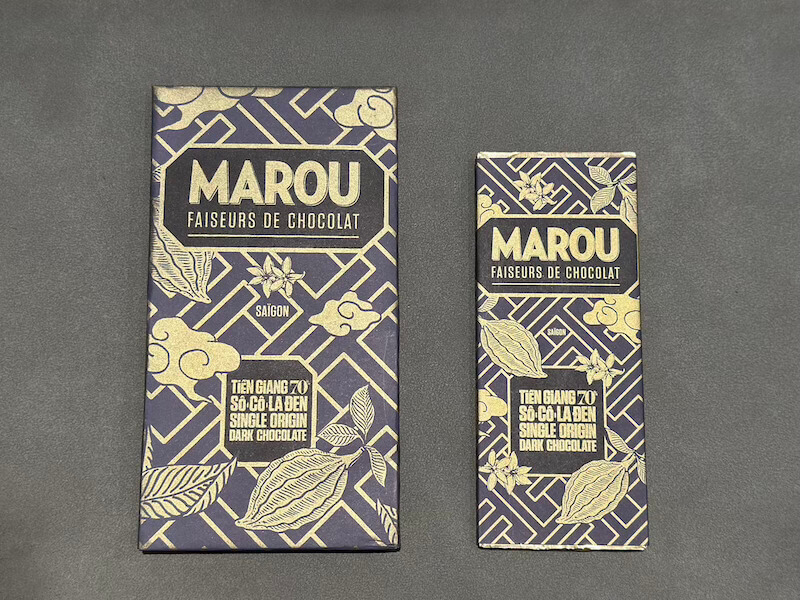 MAROU
FAISEURS DE CHOCOLAT
SAÏGON
TIỀN GIANG 70%
SÔ·CÔ·LA ĐEN
SINGLE ORIGIN
DARK CHOCOLATE
MAROU
FAISEURS DE CHOCOLAT
SAÏGON
TIỀN GIANG 70%
SÔ·CÔ·LA ĐEN
SINGLE ORIGIN
DARK CHOCOLATE